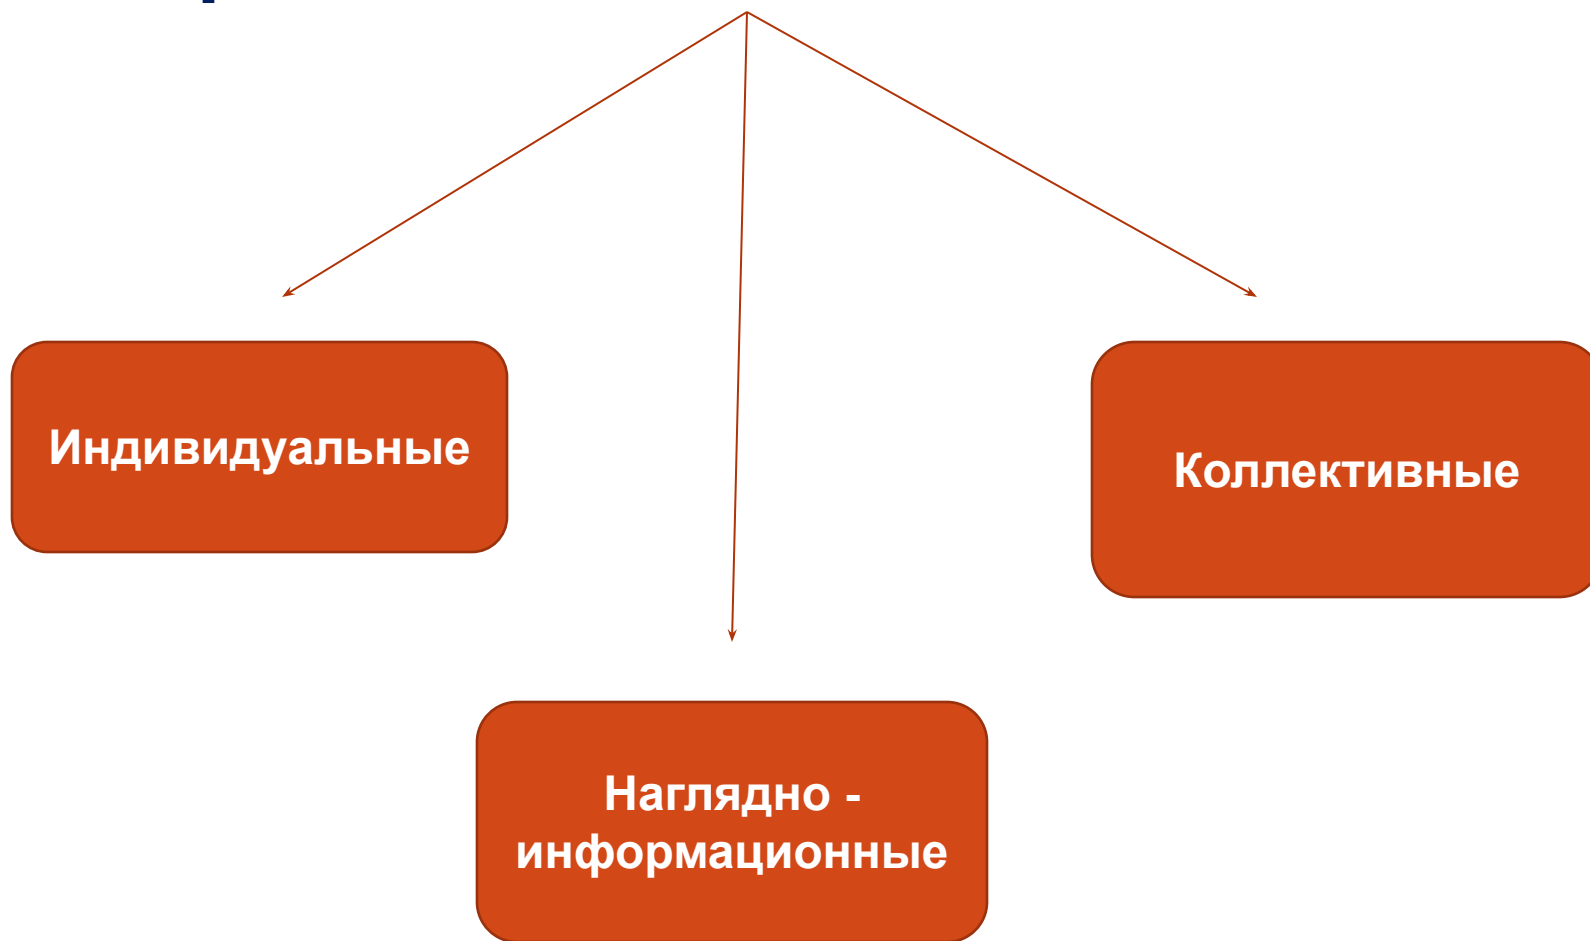 Индивидуальные
Коллективные
Наглядно -
информационные